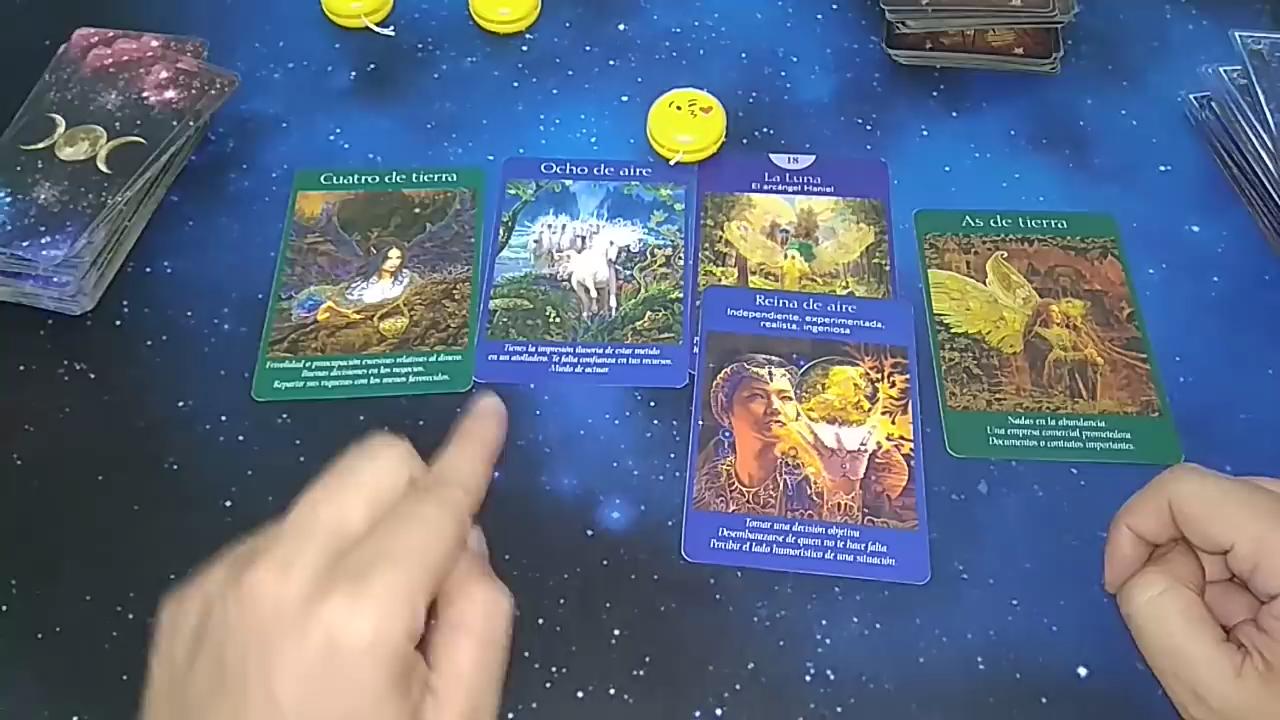 Cuatro de tierra
Frivolidad o preocupación excesivas relativas al dinero.
Buenas decisiones en los negocios.
Repartir sus riquezas con los menos favorecidos.
Ocho de aire
Tienes la impresión ilusoria de estar metido
en un atolladero. Te falta confianza en tus recursos.
Miedo de actuar.
18
La Luna
El arcángel Haniel
Reina de aire
Independiente, experimentada,
realista, ingeniosa
Tomar una decisión objetiva
Desembarazarse de quien no te hace falta
Percibir el lado humorístico de una situación
As de tierra
Nadas en la abundancia.
Una empresa comercial prometedora.
Documentos o contratos importantes.